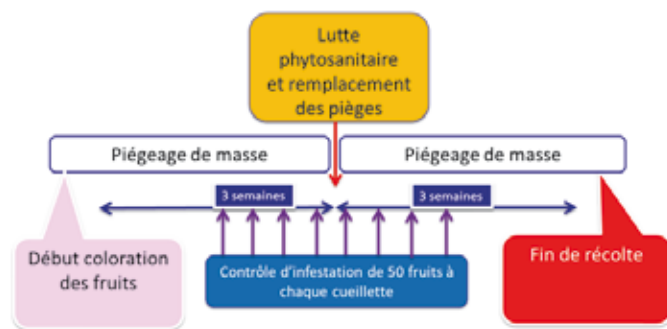 Lutte
phytosanitaire
et remplacement
des pièges
Piégeage de masse
Piégeage de masse
3 semaines
3 semaines
Début coloration
des fruits
Contrôle d'infestation de 50 fruits à
chaque cueillette
Fin de récolte